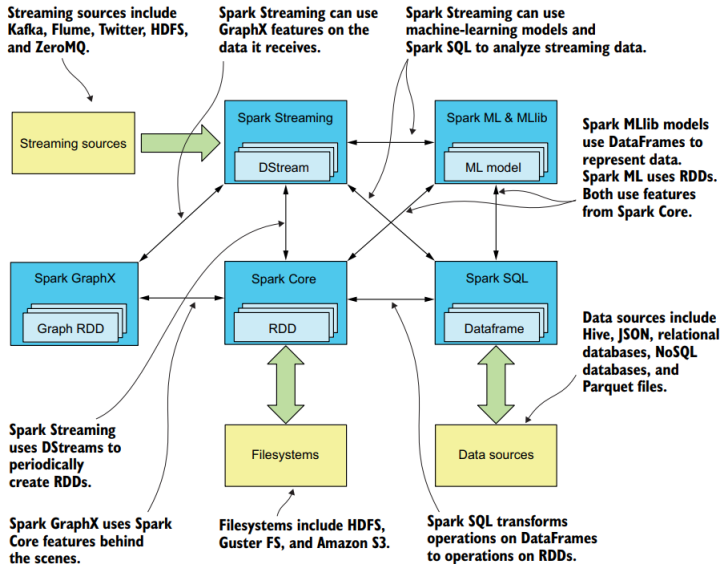 Streaming sources include
Kafka, Flume, Twitter, HDFS,
and ZeroMQ.
Spark Streaming can use
GraphX features on the
data it receives.
Spark Streaming can use
machine-learning models and
Spark SQL to analyze streaming data.
Streaming sources
Spark Streaming
DStream
Spark ML & MLlib
ML model
Spark MLlib models
use DataFrames to
represent data.
Spark ML uses RDDs.
Both use features
from Spark Core.
Spark GraphX
Graph RDD
Spark Core
RDD
Spark SQL
Dataframe
Data sources include
Hive, JSON, relational
databases, NoSQL
databases, and
Parquet files.
Spark Streaming
uses DStreams to
periodically
create RDDs.
Filesystems
Data sources
Spark GraphX uses Spark
Core features behind
the scenes.
Filesystems include HDFS,
Guster FS, and Amazon S3.
Spark SQL transforms
operations on DataFrames
to operations on RDDs.